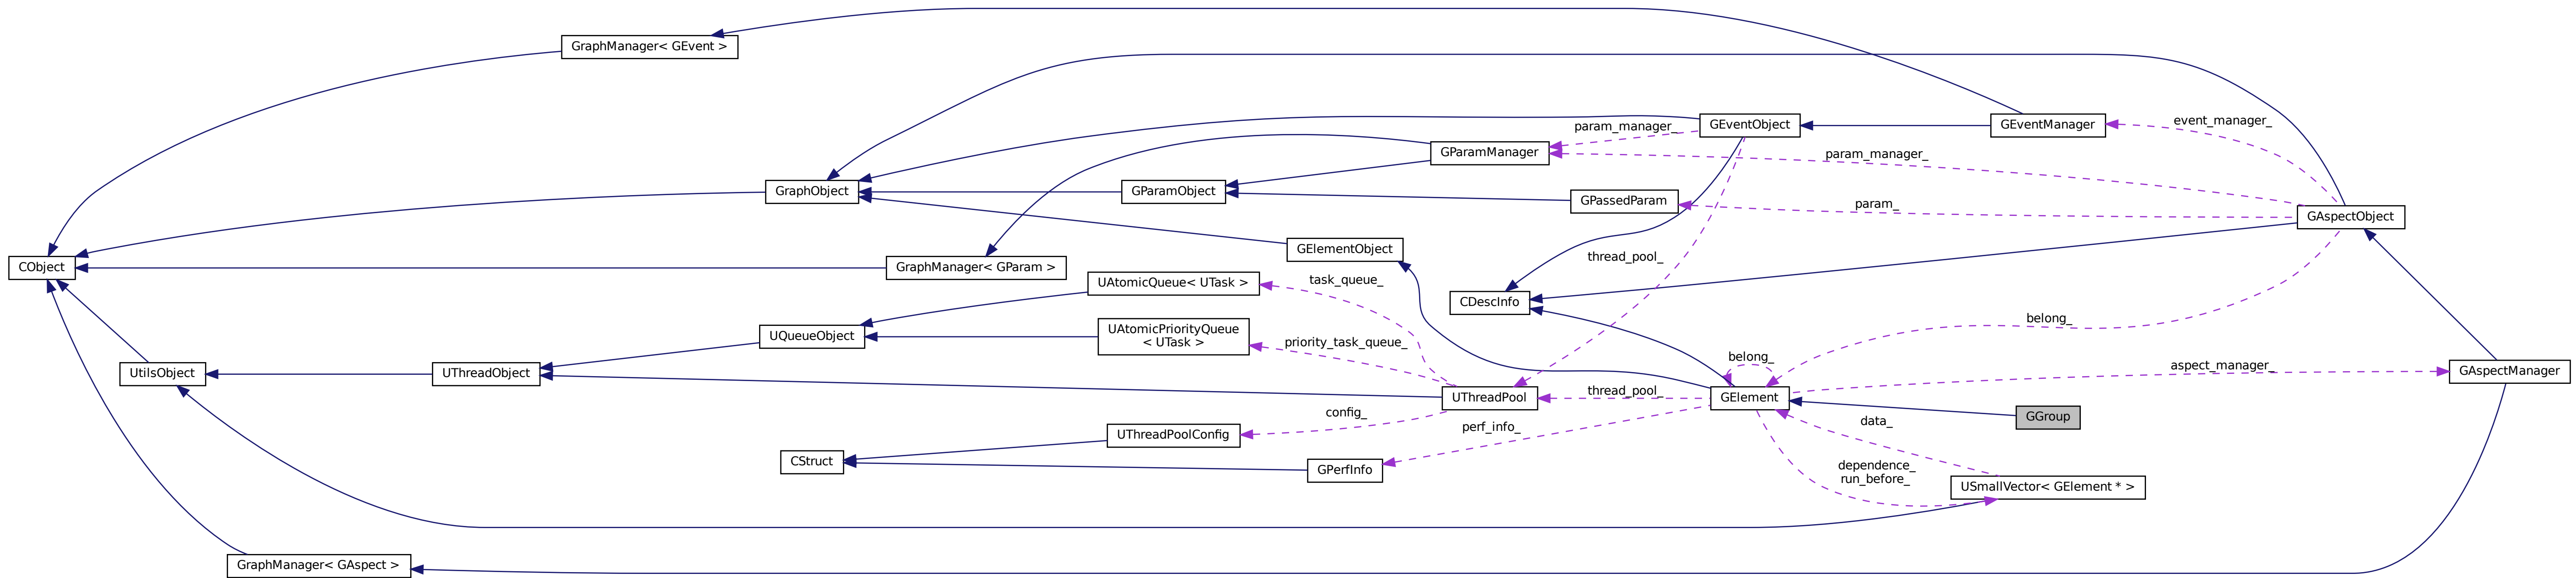 GraphManager< GEvent >
GEventObject
GEventManager
event_manager_
param_manager_
GParamManager
param_manager_
GraphObject
GParamObject
GPassedParam
param_
GAspectObject
GElementObject
thread_pool_
CObject
GraphManager< GParam >
UAtomicQueue< UTask >
task_queue_
CDescInfo
belong_
UQueueObject
UAtomicPriorityQueue
< UTask >
priority_task_queue_
belong_
aspect_manager_
UtilsObject
UThreadObject
GAspectManager
UThreadPool
thread_pool_
GElement
GGroup
config_
data_
UThreadPoolConfig
perf_info_
CStruct
GPerfInfo
dependence_
run_before_
USmallVector< GElement * >
GraphManager< GAspect >